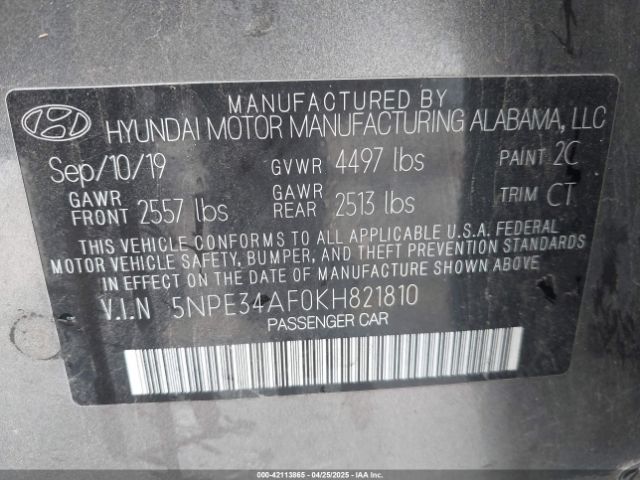 MANUFACTURED BY
HYUNDAI MOTOR MANUFACTURING ALABAMA, LLC
Sep/10/19 GVWR 4497 lbs PAINT 2C
GAWR FRONT 2557 lbs GAWR REAR 2513 lbs TRIM CT
THIS VEHICLE CONFORMS TO ALL APPLICABLE U.S.A. FEDERAL
MOTOR VEHICLE SAFETY, BUMPER, AND THEFT PREVENTION STANDARDS
IN EFFECT ON THE DATE OF MANUFACTURE SHOWN ABOVE.
V.I.N 5NPE34AF0KH821810
PASSENGER CAR
000-42113865 - 04/25/2025 - IAAI.COM